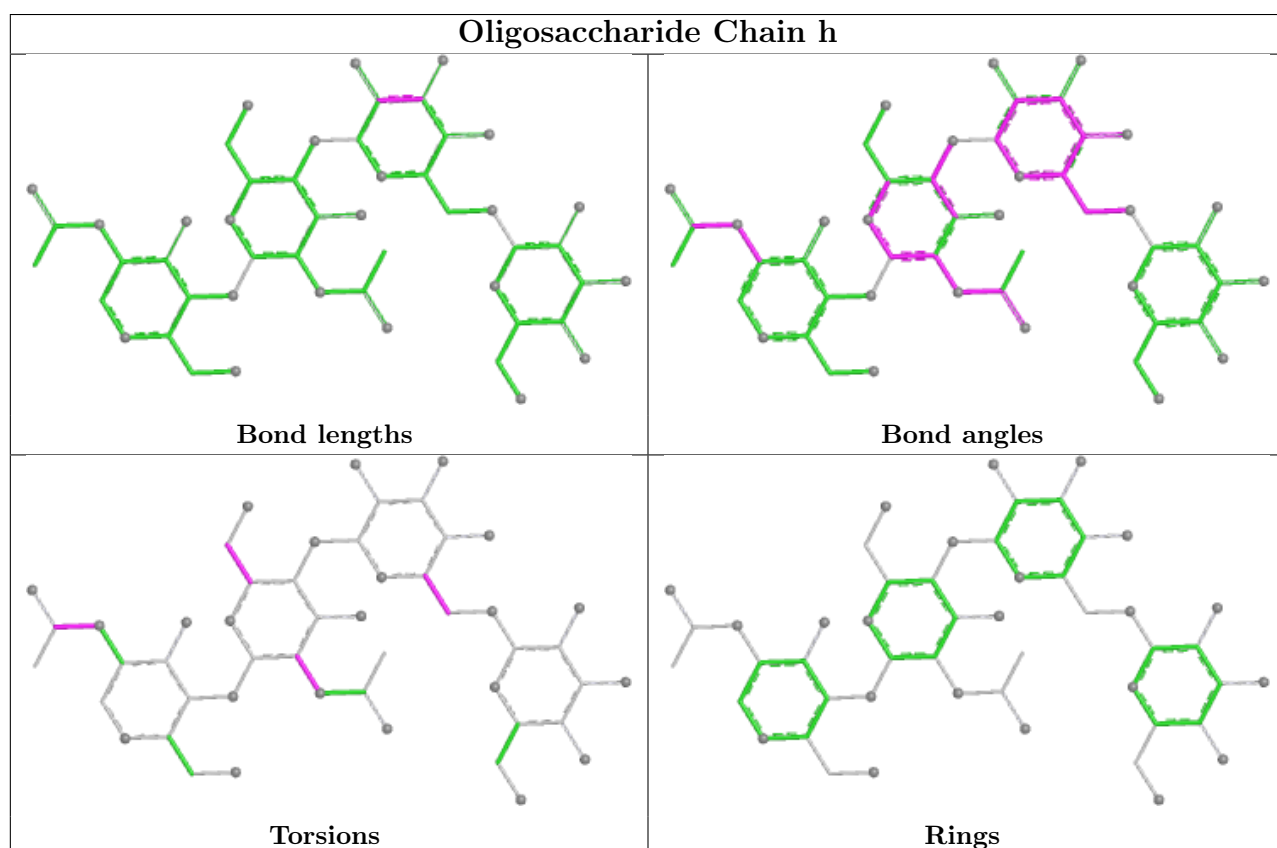 Oligosaccharide Chain h
Bond lengths
Bond angles
Torsions
Rings